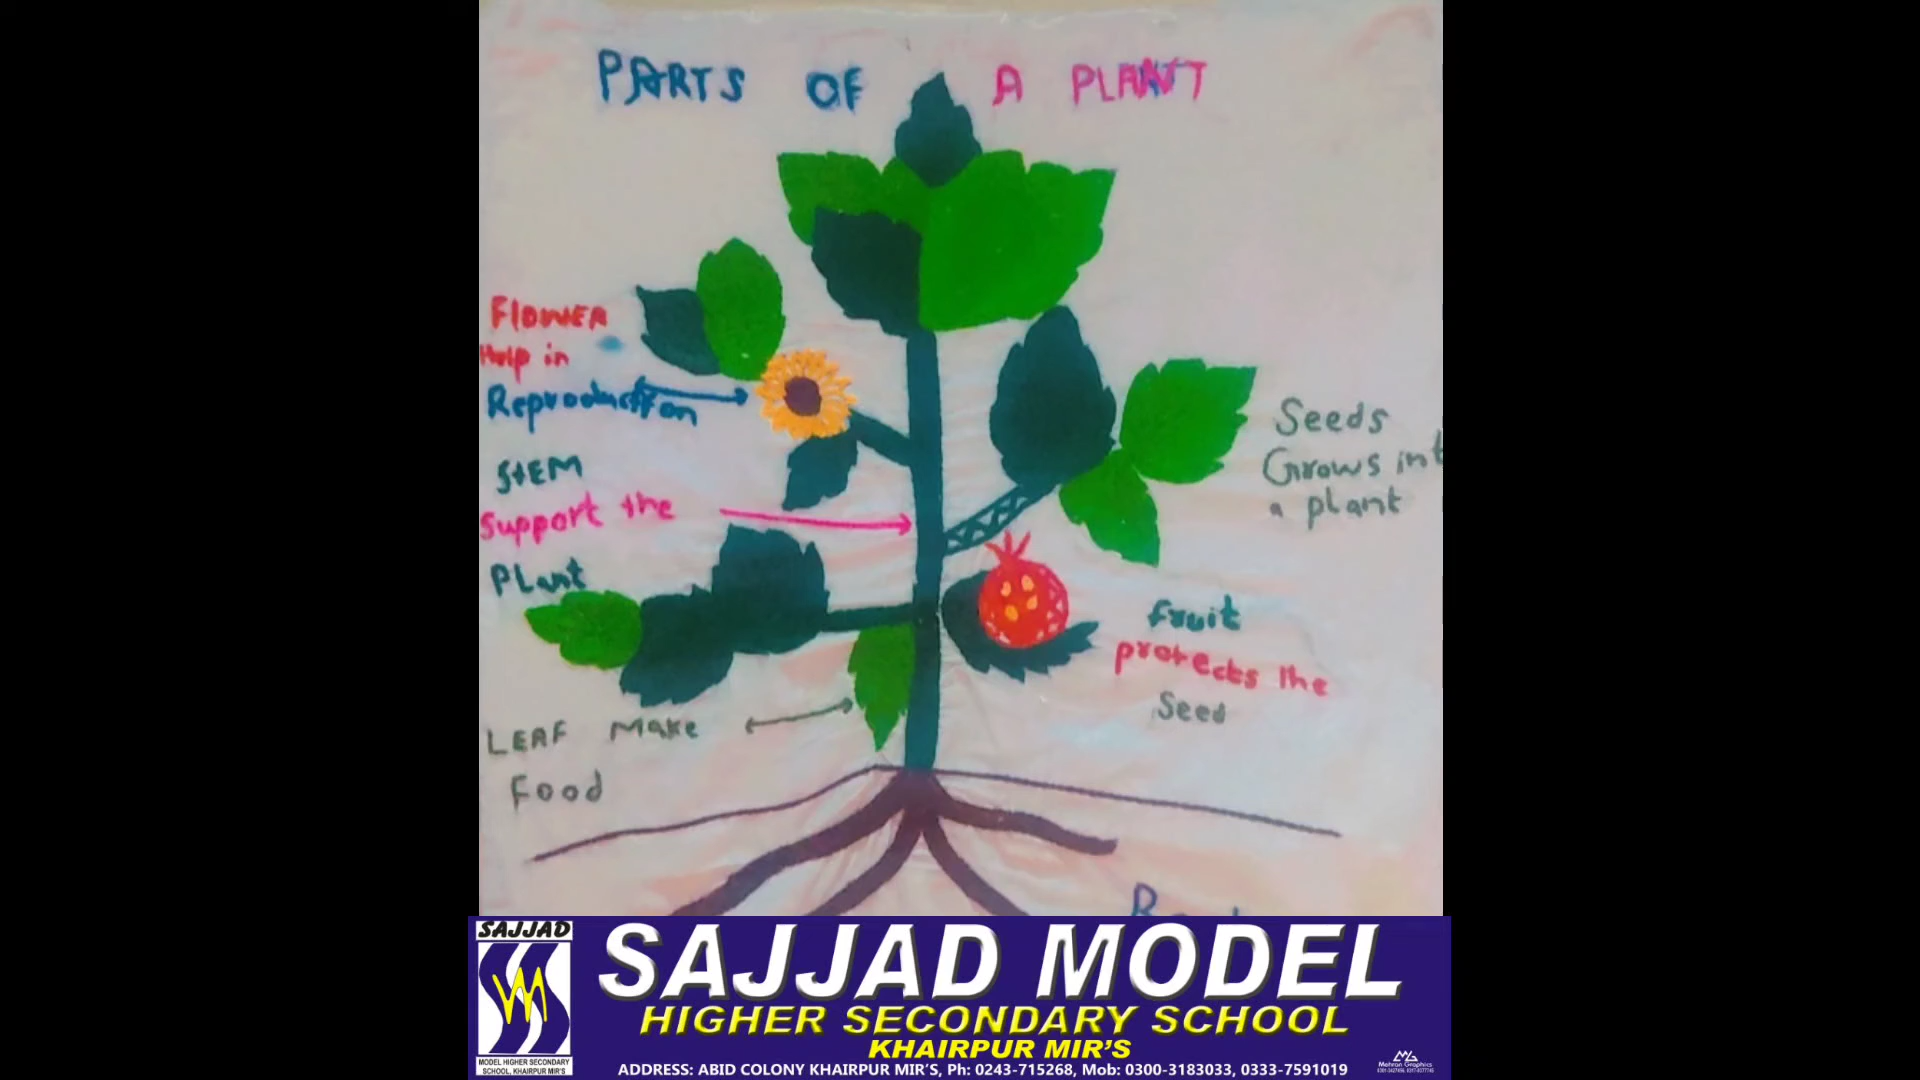 PARTS OF A PLANT
FlOWER
Help in
Reproduction
StEM
Support the
Plant
LEAF Make
Food
Seeds
Grows int
a plant
fruit
protects the
Seed
SAJJAD
MODEL HIGHER SECONDARY
SCHOOL, KHAIRPUR MIR'S
SAJJAD MODEL
HIGHER SECONDARY SCHOOL
KHAIRPUR MIR'S
ADDRESS: ABID COLONY KHAIRPUR MIR'S, Ph: 0243-715268, Mob: 0300-3183033, 0333-7591019
Mehran Graphics